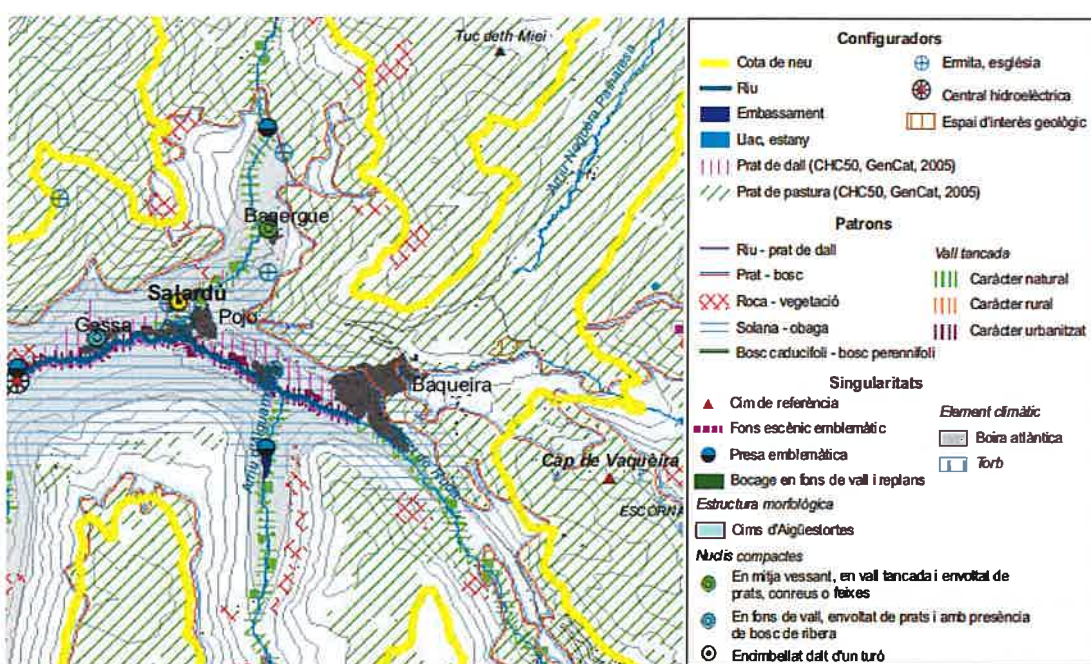 Tuc deth Miei
Arriu Noguèra Palharesa
Bagergue
Salardú
Gessa
Baqueira
Cap de Vaquèira
Configuradors
Cota de neu
Riu
Embassament
Llac, estany
Prat de dall (CHC50, GenCat, 2005)
Prat de pastura (CHC50, GenCat, 2005)
Ermita, església
Central hidroelèctrica
Espai d'interès geològic
Patrons
Riu - prat de dall
Prat - bosc
Roca - vegetació
Solana - obaga
Bosc caducifoli - bosc perennifoli
Vall tancada
Caràcter natural
Caràcter rural
Caràcter urbanitzat
Singularitats
Cim de referència
Fons escènic emblemàtic
Presa emblemàtica
Bocage en fons de vall i replans
Estructura morfològica
Cims d'Aigüestortes
Element climàtic
Boira atlàntica
Torb
Nuclis compactes
En mitja vessant, en vall tancada i envoltat de
prats, conreus o feixes
En fons de vall, envoltat de prats i amb presència
de bosc de ribera
Encimbellat dalt d'un turó